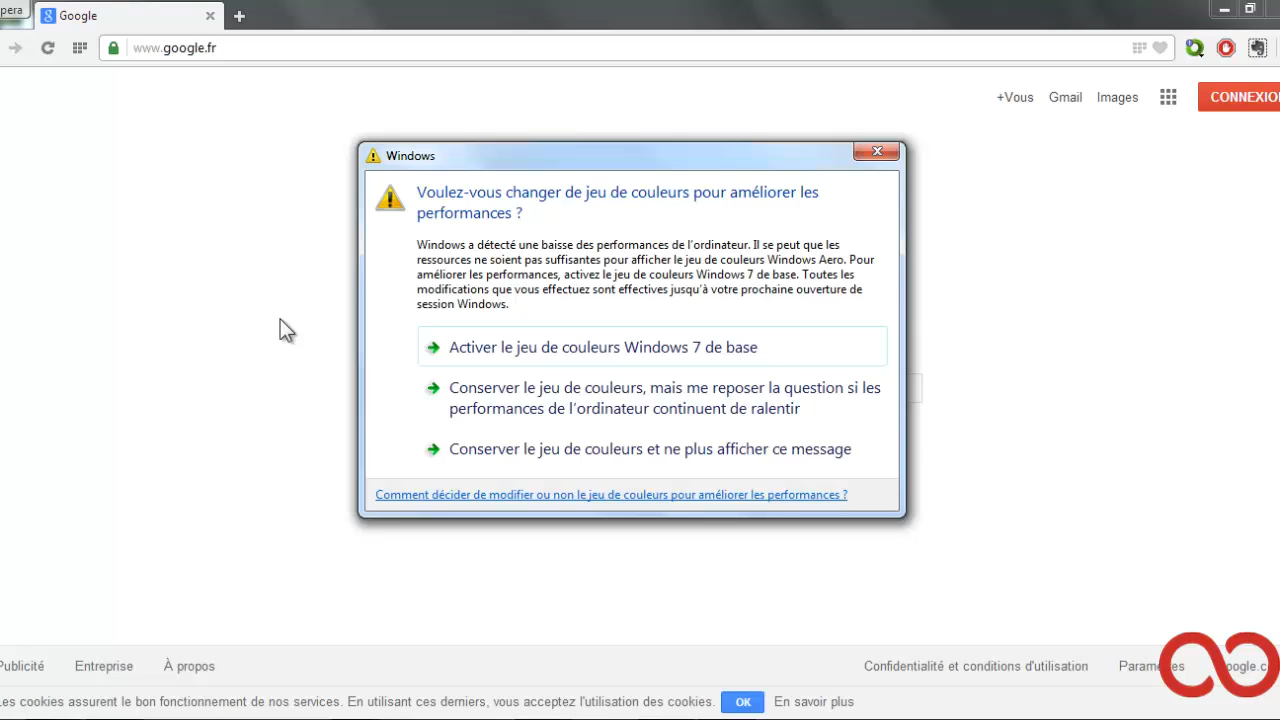 pera
Google
www.google.fr
+Vous Gmail Images
Windows
Voulez-vous changer de jeu de couleurs pour améliorer les
performances ?
Windows a détecté une baisse des performances de l'ordinateur. Il se peut que les
ressources ne soient pas suffisantes pour afficher le jeu de couleurs Windows Aero. Pour
améliorer les performances, activez le jeu de couleurs Windows 7 de base. Toutes les
modifications que vous effectuez sont effectives jusqu'à votre prochaine ouverture de
session Windows.
Activer le jeu de couleurs Windows 7 de base
Conserver le jeu de couleurs, mais me reposer la question si les
performances de l'ordinateur continuent de ralentir
Conserver le jeu de couleurs et ne plus afficher ce message
Comment décider de modifier ou non le jeu de couleurs pour améliorer les performances ?
CONNEXIO
Publicité Entreprise À propos Confidentialité et conditions d'utilisation
Les cookies assurent le bon fonctionnement de nos services. En utilisant ces derniers, vous acceptez l'utilisation des cookies. OK En savoir plus